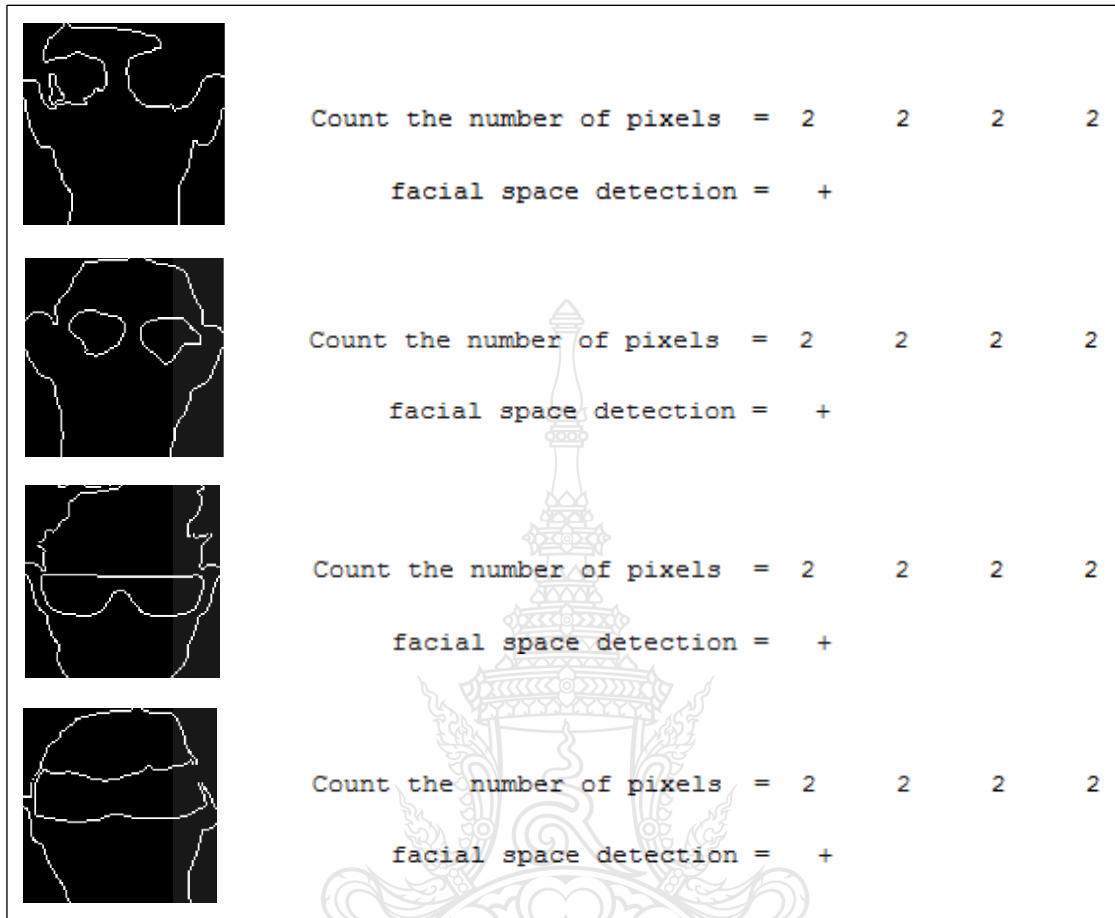 Count the number of pixels = 2 2 2 2
facial space detection = +
Count the number of pixels = 2 2 2 2
facial space detection = +
Count the number of pixels = 2 2 2 2
facial space detection = +
Count the number of pixels = 2 2 2 2
facial space detection = +